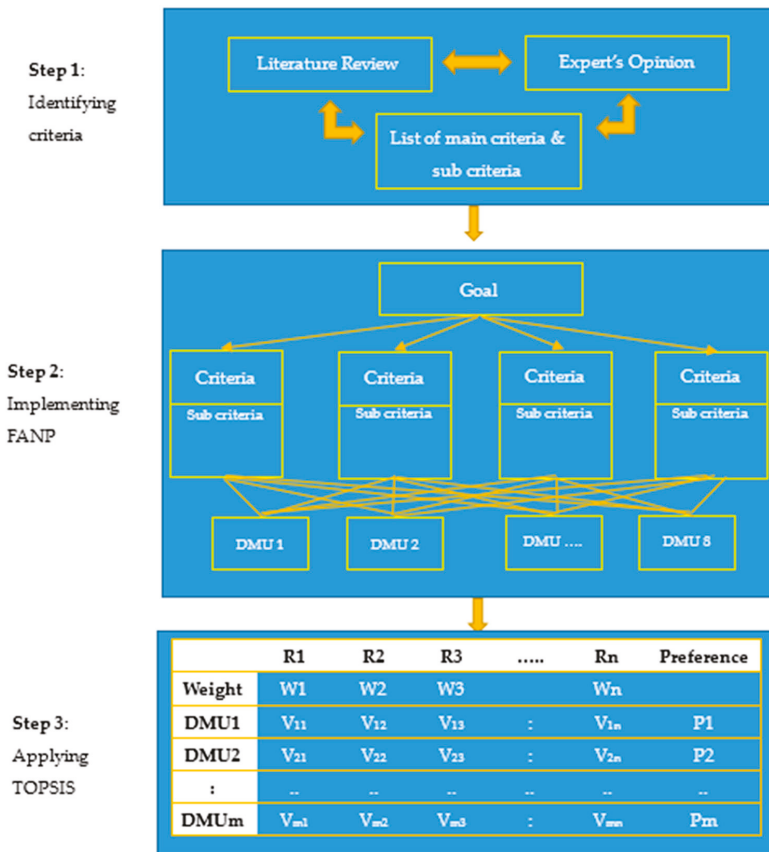 Step 1:
Identifying
criteria
Literature Review
Expert's Opinion
List of main criteria &
sub criteria
Step 2:
Implementing
FANP
Goal
Criteria
Criteria
Criteria
Criteria
Sub criteria
Sub criteria
Sub criteria
Sub criteria
DMU 1
DMU 2
DMU ....
DMU 8
Step 3:
Applying
TOPSIS
R1 R2 R3 ..... Rn Preference
Weight W1 W2 W3 Wn
DMU1 V11 V12 V13 : V1n P1
DMU2 V21 V22 V23 : V2n P2
: .. .. .. .. .. ..
DMUm Vm1 Vm2 Vm3 : Vmn Pm